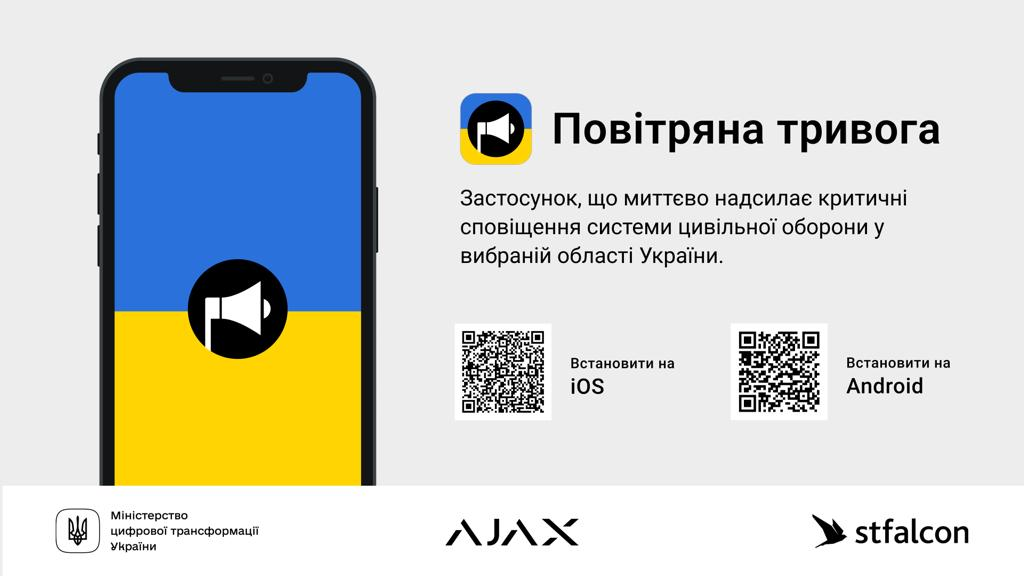 Повітряна тривога
Застосунок, що миттєво надсилає критичні
сповіщення системи цивільної оборони у
вибраній області України.
Встановити на
iOS
Встановити на
Android
Міністерство
цифрової трансформації
України
AJAX
stfalcon